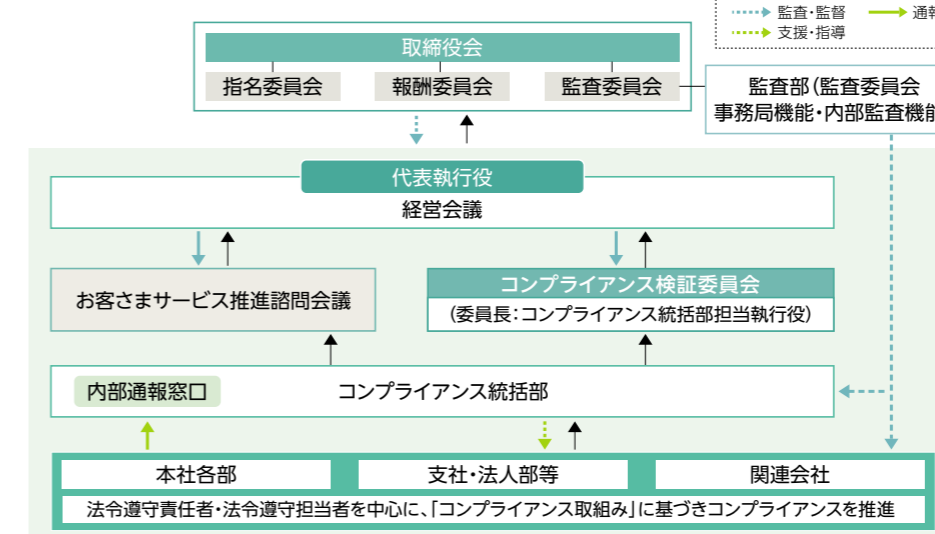 監査・監督
支援・指導
取締役会
指名委員会
報酬委員会
監査委員会
監査部（監査委員会
事務局機能・内部監査機能
代表執行役
経営会議
お客さまサービス推進諮問会議
コンプライアンス検証委員会
（委員長：コンプライアンス統括部担当執行役）
内部通報窓口
コンプライアンス統括部
本社各部
支社・法人部等
関連会社
法令遵守責任者・法令遵守担当者を中心に、「コンプライアンス取組み」に基づきコンプライアンスを推進